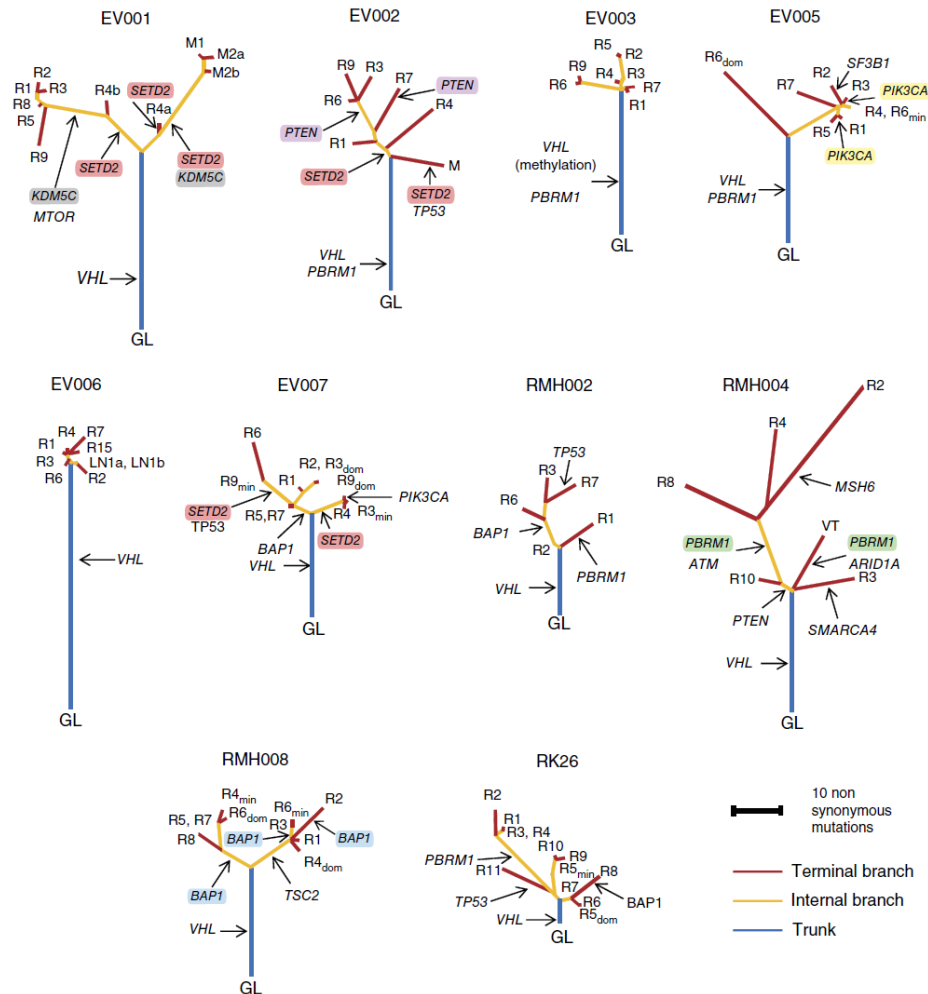 EV001
EV002
EV003
EV005
M1
M2a
M2b
R2
R1
R3
R8
R5
R9
R4b
SETD2
R4a
SETD2
SETD2
KDM5C
KDM5C
MTOR
VHL
GL
R9
R3
R7
PTEN
R6
R4
PTEN
R1
SETD2
M
SETD2
TP53
VHL
PBRM1
GL
R5
R2
R9
R4
R3
R6
R7
R1
VHL
(methylation)
PBRM1
GL
R6dom
R7
R2
SF3B1
R3
PIK3CA
R4, R6min
R5
R1
PIK3CA
VHL
PBRM1
GL
EV006
EV007
RMH002
RMH004
R4
R7
R1
R15
R3
LN1a, LN1b
R6
R2
VHL
GL
R6
R2, R3dom
R9min
R1
R9dom
PIK3CA
SETD2
TP53
R5,R7
R4
R3min
BAP1
SETD2
VHL
GL
TP53
R3
R7
R6
R1
BAP1
R2
PBRM1
VHL
GL
R2
R4
R8
MSH6
VT
PBRM1
ATM
PBRM1
ARID1A
R10
R3
PTEN
SMARCA4
VHL
GL
RMH008
RK26
R4min
R6dom
R5, R7
R8
R6min
R2
R3
BAP1
BAP1
R1
R4dom
BAP1
TSC2
VHL
GL
R2
R1
R3, R4
R10
R9
PBRM1
R5min
R8
R11
R7
BAP1
TP53
R6
R5dom
VHL
GL
10 non
synonymous
mutations
Terminal branch
Internal branch
Trunk